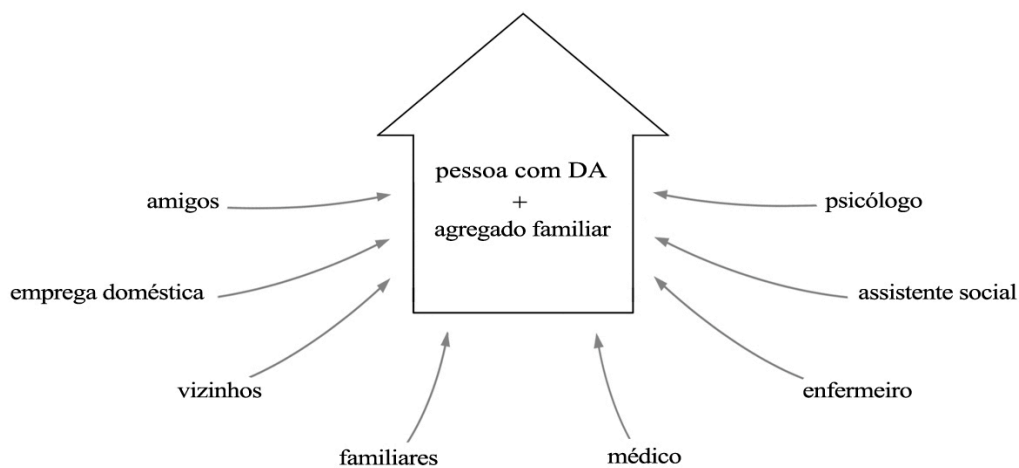 pessoa com DA
+
agregado familiar
amigos
psicólogo
emprega doméstica
assistente social
vizinhos
enfermeiro
familiares
médico